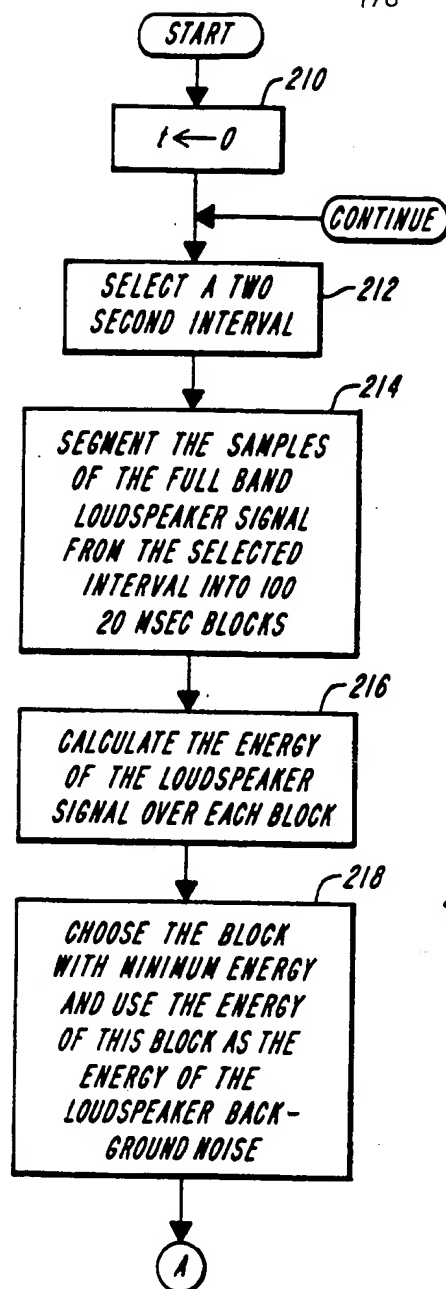 START
210
t ← 0
CONTINUE
SELECT A TWO
SECOND INTERVAL
212
214
SEGMENT THE SAMPLES
OF THE FULL BAND
LOUDSPEAKER SIGNAL
FROM THE SELECTED
INTERVAL INTO 100
20 MSEC BLOCKS
216
CALCULATE THE ENERGY
OF THE LOUDSPEAKER
SIGNAL OVER EACH BLOCK
218
CHOOSE THE BLOCK
WITH MINIMUM ENERGY
AND USE THE ENERGY
OF THIS BLOCK AS THE
ENERGY OF THE
LOUDSPEAKER BACK-
GROUND NOISE
A